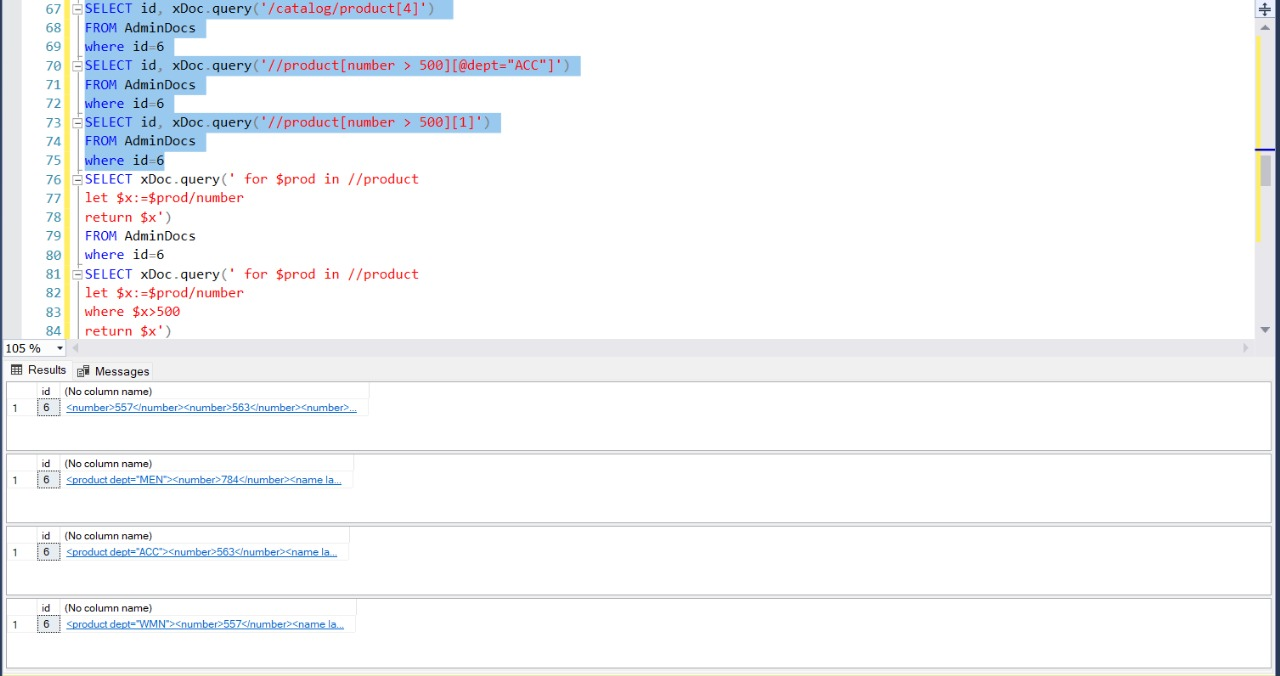 67 SELECT id, xDoc.query('/catalog/product[4]')
68 FROM AdminDocs
69 where id=6
70 SELECT id, xDoc.query('//product[number > 500][@dept="ACC"]')
71 FROM AdminDocs
72 where id=6
73 SELECT id, xDoc.query('//product[number > 500][1]')
74 FROM AdminDocs
75 where id=6
76 SELECT xDoc.query(' for $prod in //product
77 let $x:=$prod/number
78 return $x')
79 FROM AdminDocs
80 where id=6
81 SELECT xDoc.query(' for $prod in //product
82 let $x:=$prod/number
83 where $x>500
84 return $x')
105 %
Results Messages
id (No column name)
1 6 <number>557</number><number>563</number><number>...
id (No column name)
1 6 <product dept="MEN"><number>784</number><name la...
id (No column name)
1 6 <product dept="ACC"><number>563</number><name la...
id (No column name)
1 6 <product dept="WMN"><number>557</number><name la...